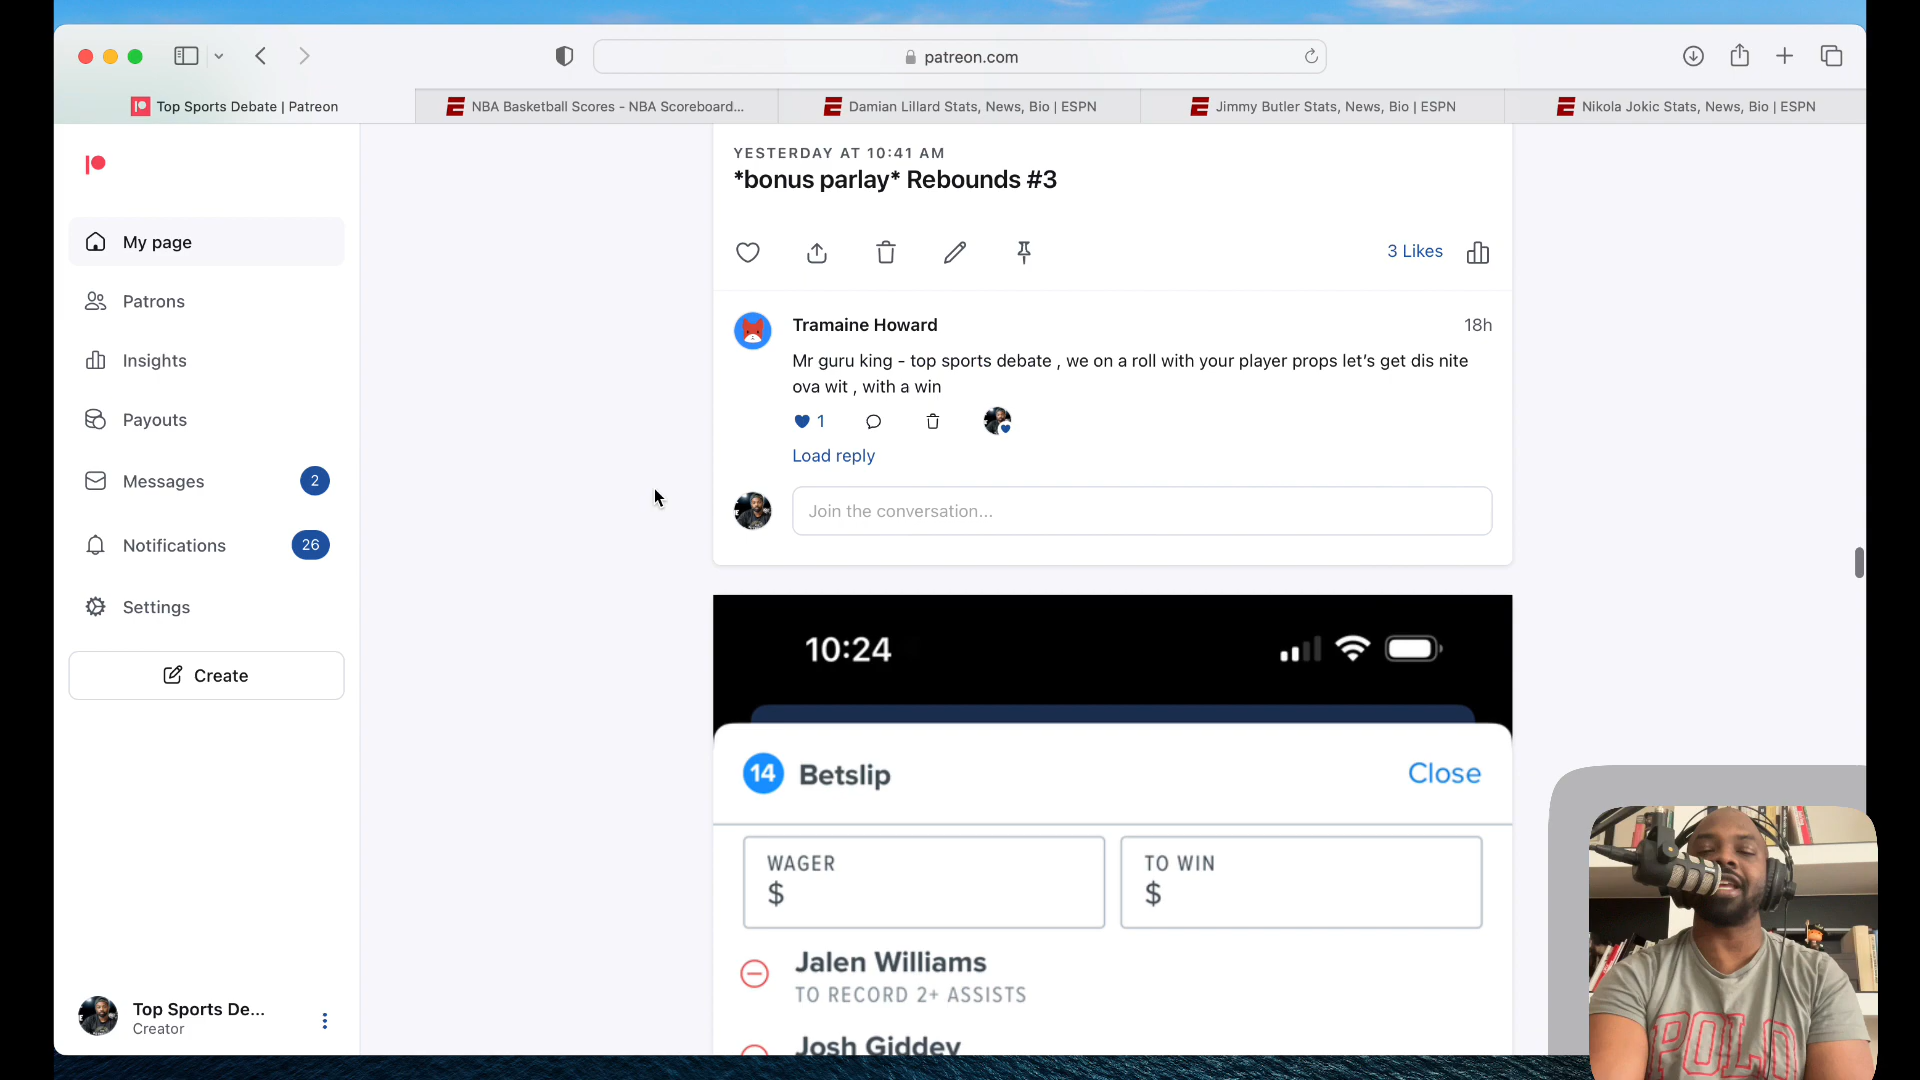 patreon.com
Top Sports Debate | Patreon
NBA Basketball Scores - NBA Scoreboard...
Damian Lillard Stats, News, Bio | ESPN
Jimmy Butler Stats, News, Bio | ESPN
Nikola Jokic Stats, News, Bio | ESPN
My page
Patrons
Insights
Payouts
Messages
2
Notifications
26
Settings
Create
Top Sports De...
Creator
YESTERDAY AT 10:41 AM
*bonus parlay* Rebounds #3
3 Likes
Tramaine Howard
18h
Mr guru king - top sports debate , we on a roll with your player props let’s get dis nite
ova wit , with a win
1
Load reply
Join the conversation...
10:24
14 Betslip
Close
WAGER
$
TO WIN
$
Jalen Williams
TO RECORD 2+ ASSISTS
Josh Giddey
POLO